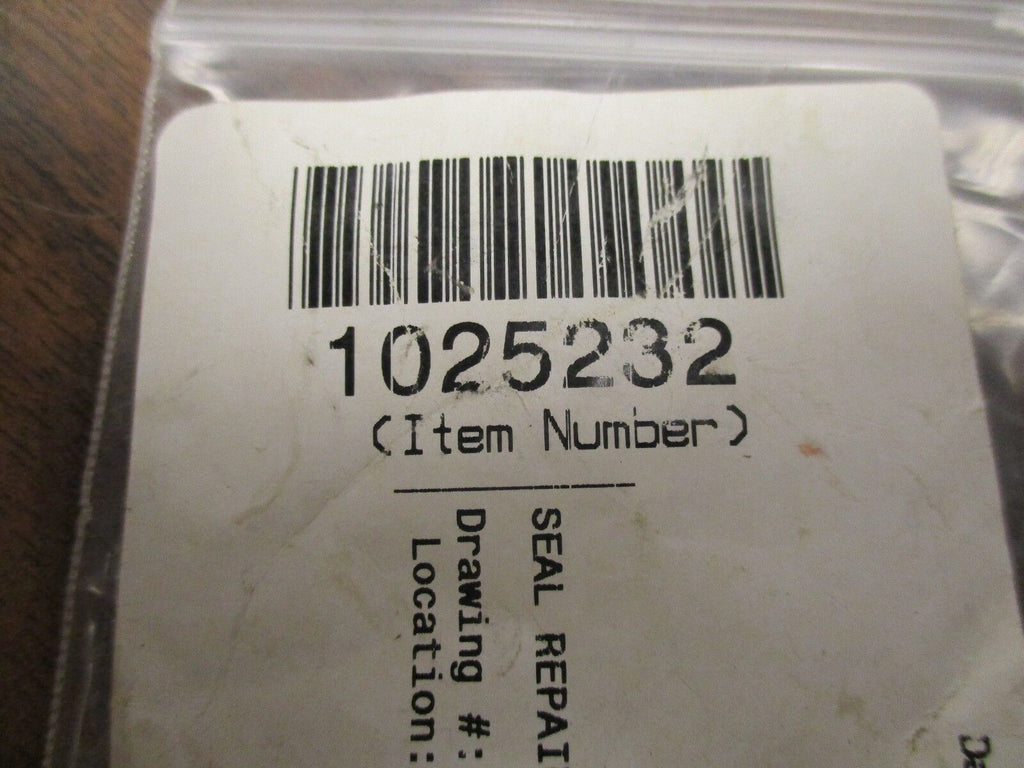 1025232
(Item Number)
SEAL REPAI
Drawing #:
Location: